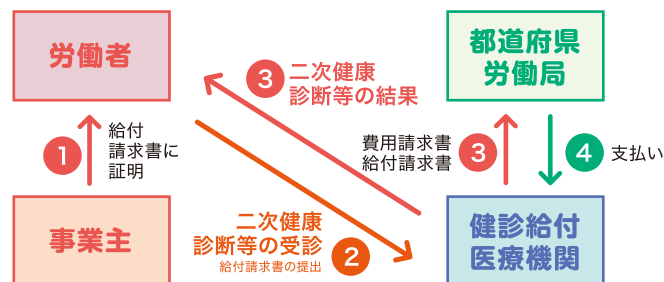 労働者
都道府県
労働局
3
二次健康
診断等の結果
1
給付
請求書に
証明
費用請求書
給付請求書
3
4
支払い
事業主
二次健康
診断等の受診
給付請求書の提出
2
健診給付
医療機関